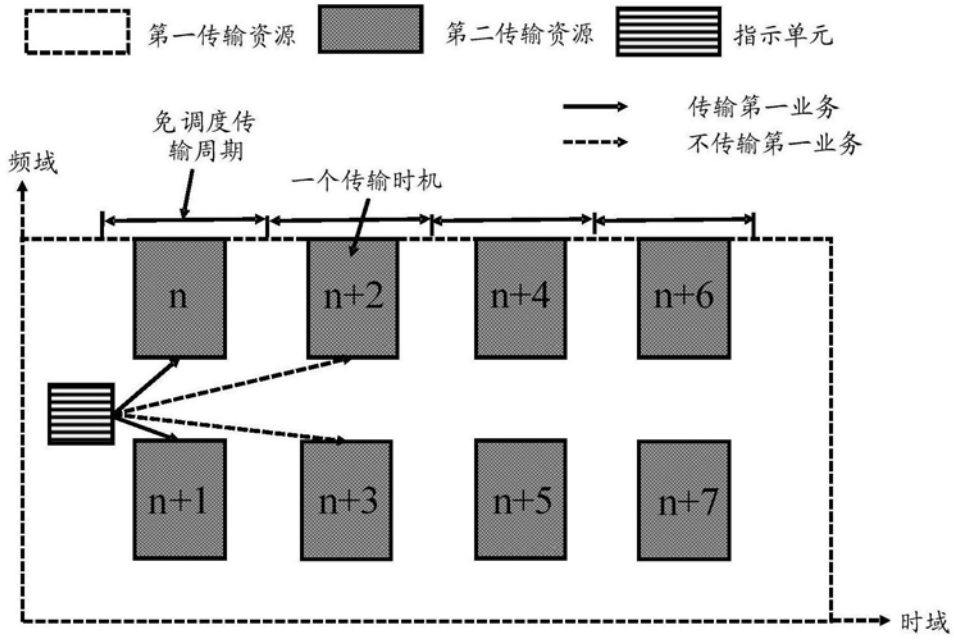 第一传输资源
第二传输资源
指示单元
传输第一业务
不传输第一业务
免调度传
输周期
频域
一个传输时机
n
n+2
n+4
n+6
n+1
n+3
n+5
n+7
时域